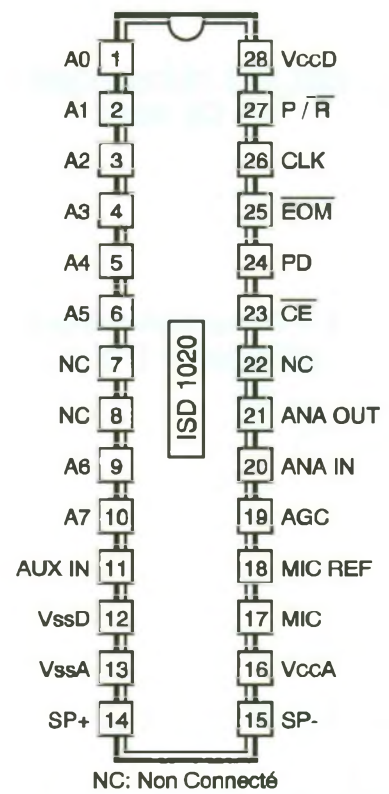 A0 1 28 VccD
A1 2 27 P / R̅
A2 3 26 CLK
A3 4 25 E̅O̅M̅
A4 5 24 PD
A5 6 23 C̅E̅
NC 7 22 NC
NC 8 21 ANA OUT
A6 9 20 ANA IN
A7 10 19 AGC
AUX IN 11 18 MIC REF
VssD 12 17 MIC
VssA 13 16 VccA
SP+ 14 15 SP-
ISD 1020
NC: Non Connecté